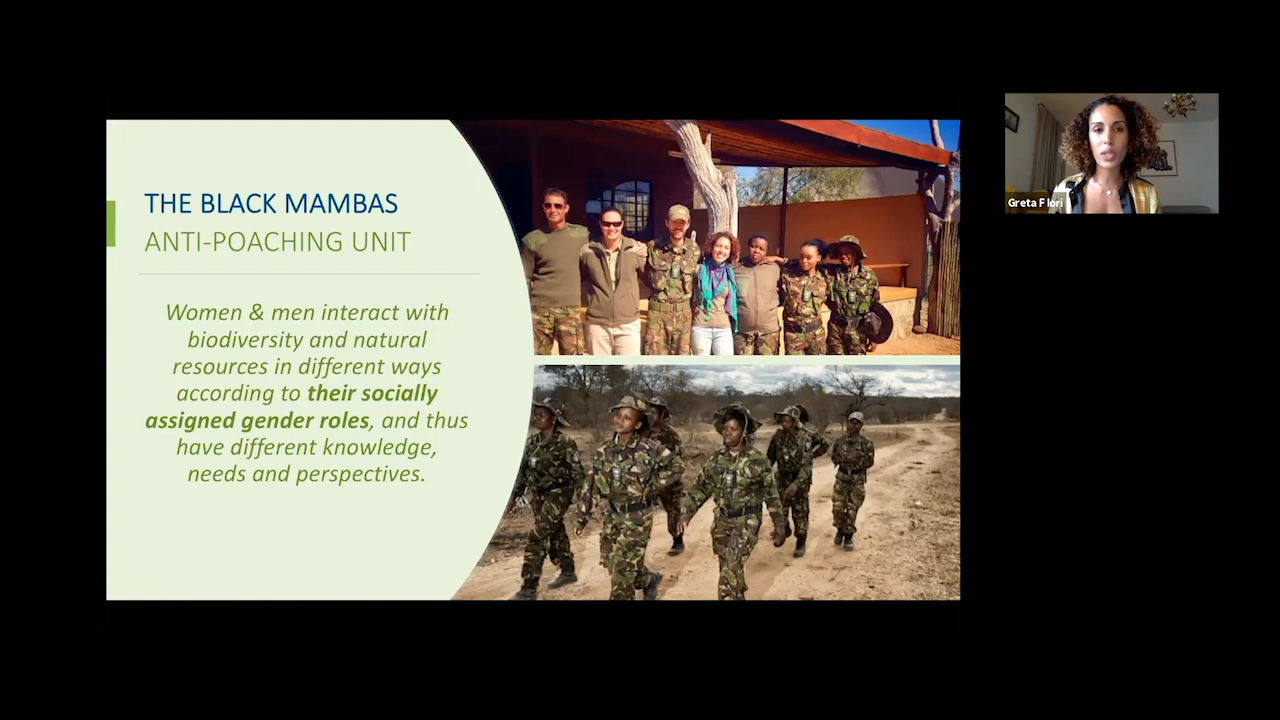 THE BLACK MAMBAS
ANTI-POACHING UNIT
Women & men interact with
biodiversity and natural
resources in different ways
according to their socially
assigned gender roles, and thus
have different knowledge,
needs and perspectives.
Greta F Iori